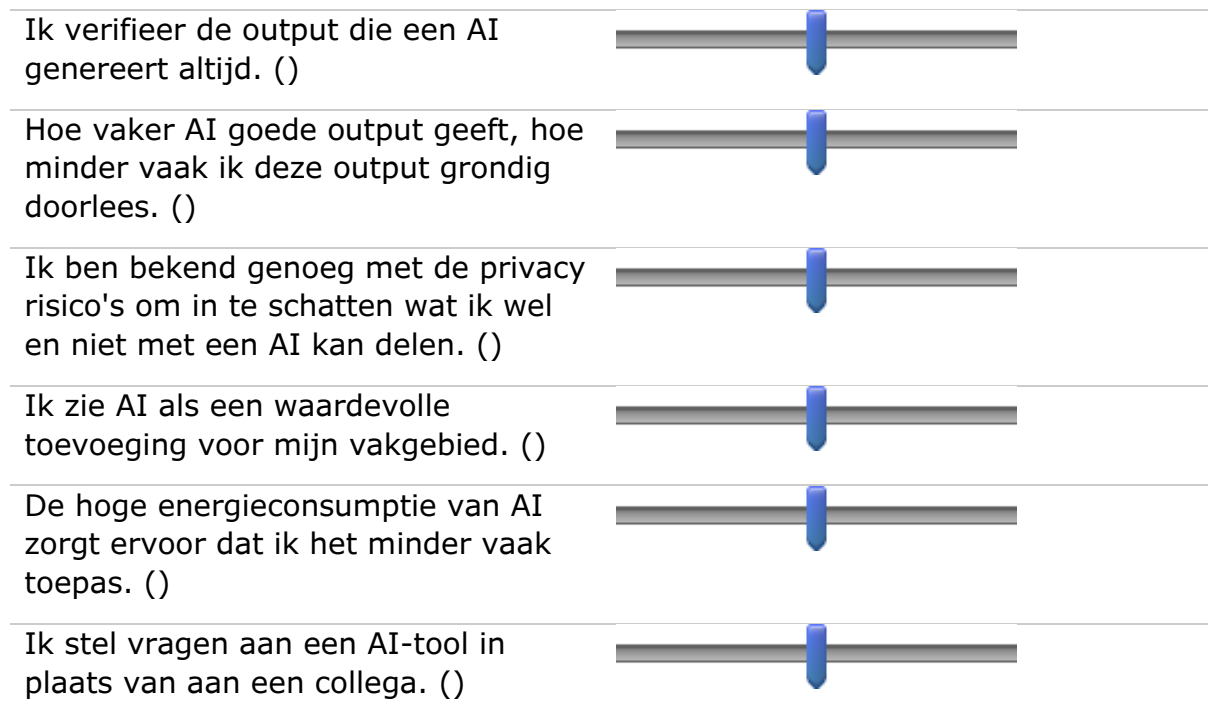 Ik verifieer de output die een AI
genereert altijd. ()
Hoe vaker AI goede output geeft, hoe
minder vaak ik deze output grondig
doorlees. ()
Ik ben bekend genoeg met de privacy
risico's om in te schatten wat ik wel
en niet met een AI kan delen. ()
Ik zie AI als een waardevolle
toevoeging voor mijn vakgebied. ()
De hoge energieconsumptie van AI
zorgt ervoor dat ik het minder vaak
toepas. ()
Ik stel vragen aan een AI-tool in
plaats van aan een collega. ()